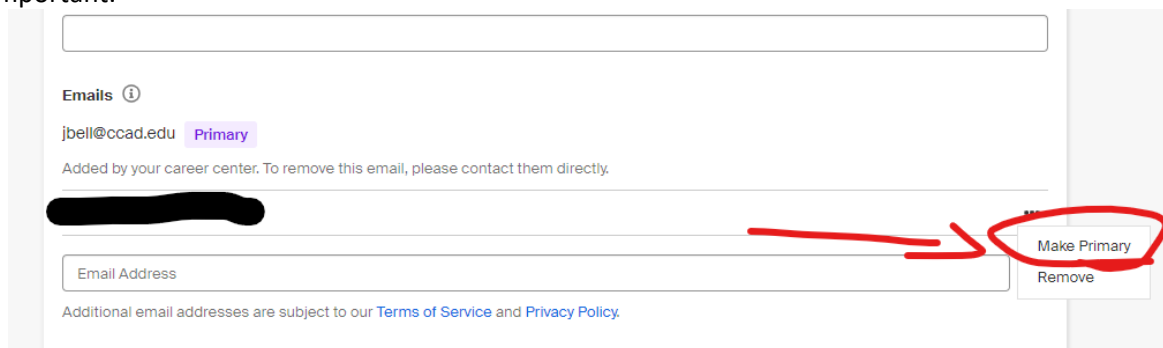 Emails
jbell@ccad.edu Primary
Added by your career center. To remove this email, please contact them directly.
Make Primary
Email Address
Remove
Additional email addresses are subject to our Terms of Service and Privacy Policy.